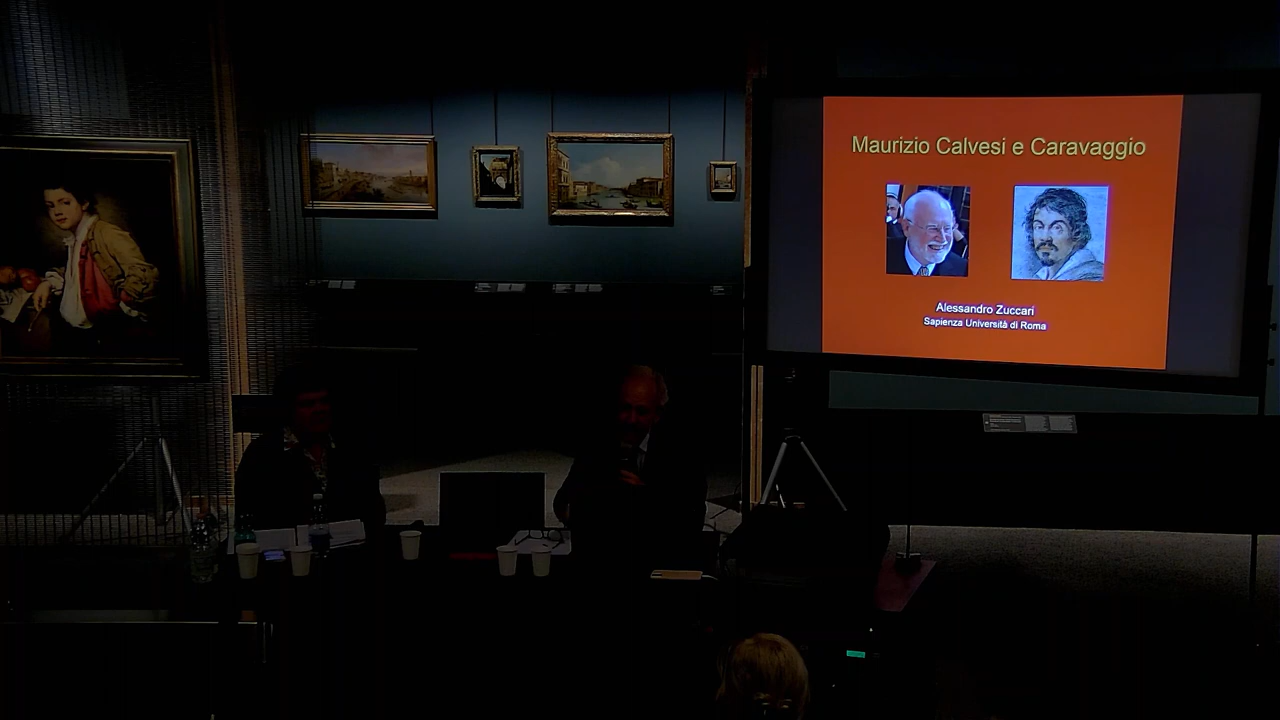 Maurizio Calvesi e Caravaggio
Alessandro Zuccari
Sapienza Università di Roma